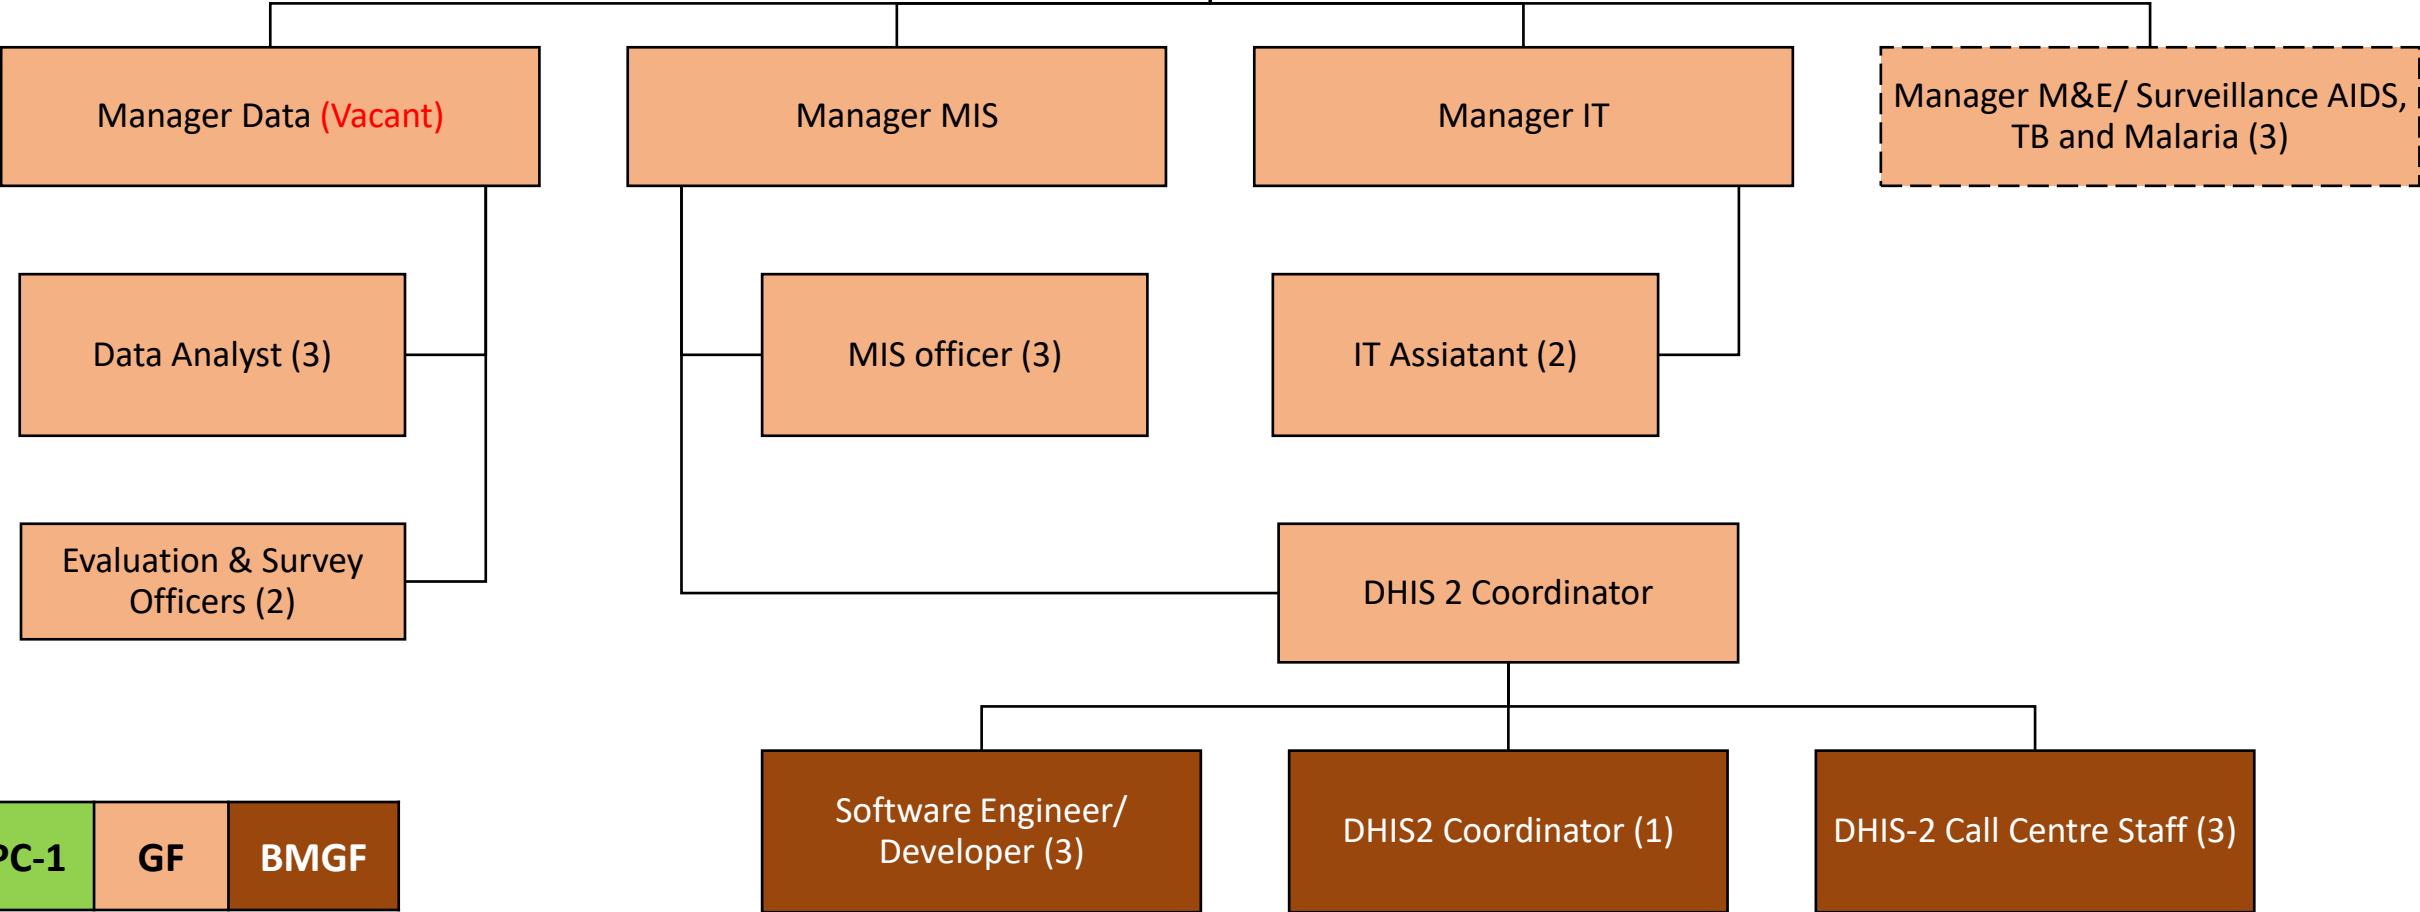 Manager Data (Vacant)
Manager MIS
Manager IT
Manager M&E/ Surveillance AIDS,
TB and Malaria (3)
Data Analyst (3)
MIS officer (3)
IT Assiatant (2)
Evaluation & Survey
Officers (2)
DHIS 2 Coordinator
Software Engineer/
Developer (3)
DHIS2 Coordinator (1)
DHIS-2 Call Centre Staff (3)
PC-1
GF
BMGF